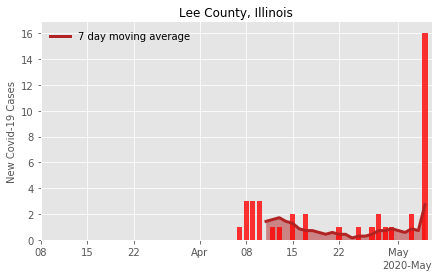 Lee County, Illinois
7 day moving average
New Covid-19 Cases
16
14
12
10
8
6
4
2
0
08 15 22 Apr 08 15 22 May
2020-May